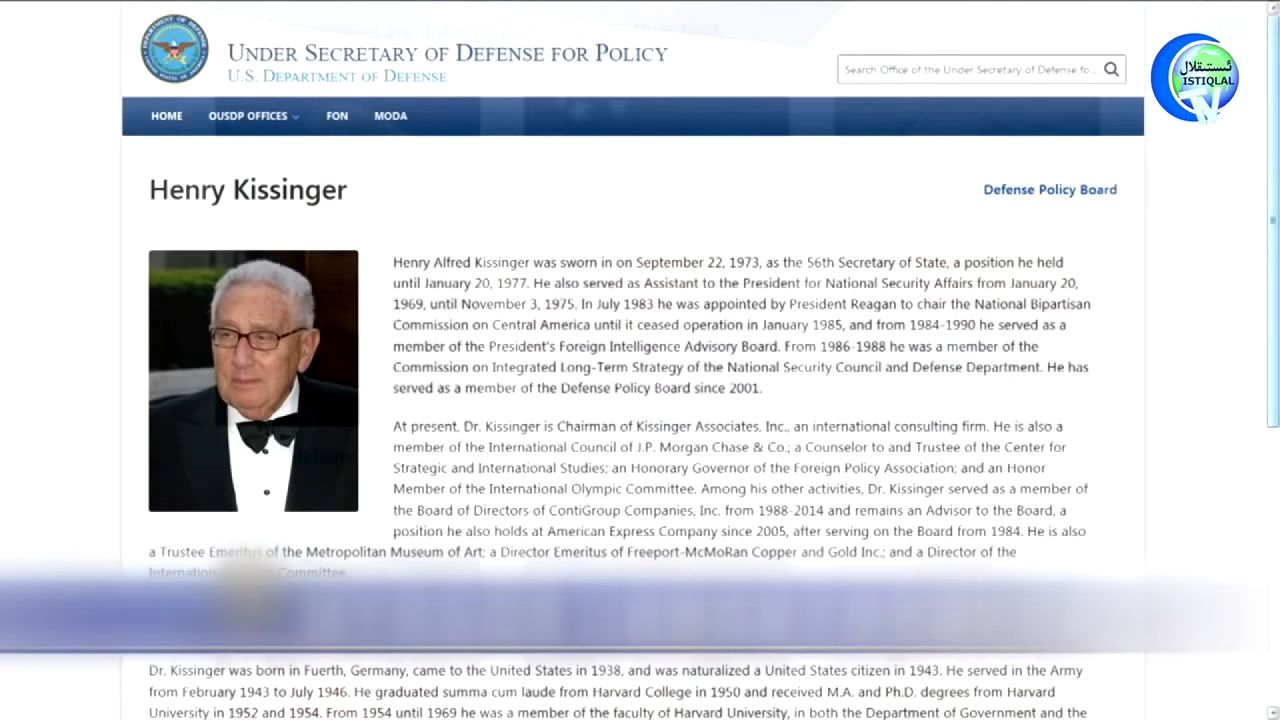 UNDER SECRETARY OF DEFENSE FOR POLICY
U.S. DEPARTMENT OF DEFENSE
Search Office of the Under Secretary of Defense fo ...
ئىستىقلال
ISTIQLAL
TV
HOME OUSDP OFFICES FON MODA
Henry Kissinger
Defense Policy Board
Henry Alfred Kissinger was sworn in on September 22, 1973, as the 56th Secretary of State, a position he held
until January 20, 1977. He also served as Assistant to the President for National Security Affairs from January 20,
1969, until November 3, 1975. In July 1983 he was appointed by President Reagan to chair the National Bipartisan
Commission on Central America until it ceased operation in January 1985, and from 1984-1990 he served as a
member of the President's Foreign Intelligence Advisory Board. From 1986-1988 he was a member of the
Commission on Integrated Long-Term Strategy of the National Security Council and Defense Department. He has
served as a member of the Defense Policy Board since 2001.
At present, Dr. Kissinger is Chairman of Kissinger Associates, Inc., an international consulting firm. He is also a
member of the International Council of J.P. Morgan Chase & Co.; a Counselor to and Trustee of the Center for
Strategic and International Studies; an Honorary Governor of the Foreign Policy Association; and an Honor
Member of the International Olympic Committee. Among his other activities, Dr. Kissinger served as a member of
the Board of Directors of ContiGroup Companies, Inc. from 1988-2014 and remains an Advisor to the Board, a
position he also holds at American Express Company since 2005, after serving on the Board from 1984. He is also
a Trustee Emeritus of the Metropolitan Museum of Art; a Director Emeritus of Freeport-McMoRan Copper and Gold Inc.; and a Director of the
Committee.
Dr. Kissinger was born in Fuerth, Germany, came to the United States in 1938, and was naturalized a United States citizen in 1943. He served in the Army
from February 1943 to July 1946. He graduated summa cum laude from Harvard College in 1950 and received M.A. and Ph.D. degrees from Harvard
University in 1952 and 1954. From 1954 until 1969 he was a member of the faculty of Harvard University, in both the Department of Government and the